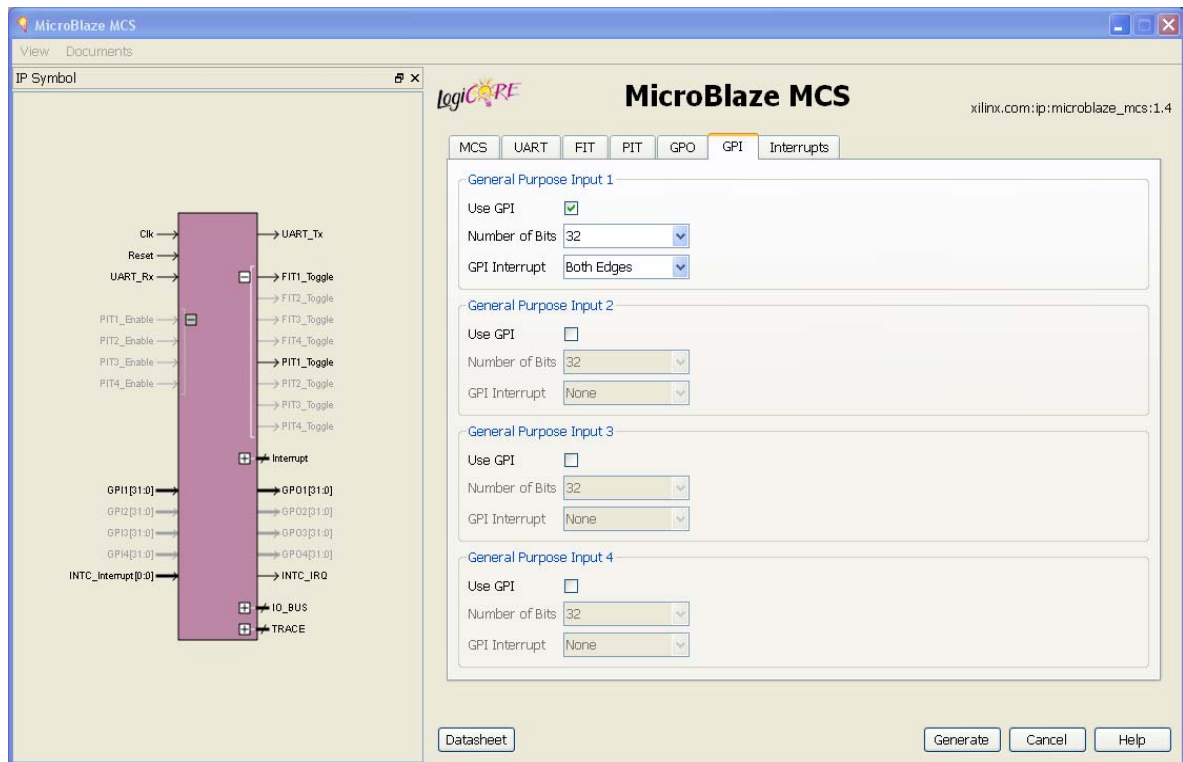 MicroBlaze MCS
View Documents
IP Symbol
Clk
Reset
UART_Rx
PIT1_Enable
PIT2_Enable
PIT3_Enable
PIT4_Enable
GPI1[31:0]
GPI2[31:0]
GPI3[31:0]
GPI4[31:0]
INTC_Interrupt[0:0]
UART_Tx
FIT1_Toggle
FIT2_Toggle
FIT3_Toggle
FIT4_Toggle
PIT1_Toggle
PIT2_Toggle
PIT3_Toggle
PIT4_Toggle
Interrupt
GPO1[31:0]
GPO2[31:0]
GPO3[31:0]
GPO4[31:0]
INTC_IRQ
IO_BUS
TRACE
LogiCORE
MicroBlaze MCS
xilinx.com:ip:microblaze_mcs:1.4
MCS UART FIT PIT GPO GPI Interrupts
General Purpose Input 1
Use GPI
Number of Bits 32
GPI Interrupt Both Edges
General Purpose Input 2
Use GPI
Number of Bits 32
GPI Interrupt None
General Purpose Input 3
Use GPI
Number of Bits 32
GPI Interrupt None
General Purpose Input 4
Use GPI
Number of Bits 32
GPI Interrupt None
Datasheet
Generate Cancel Help